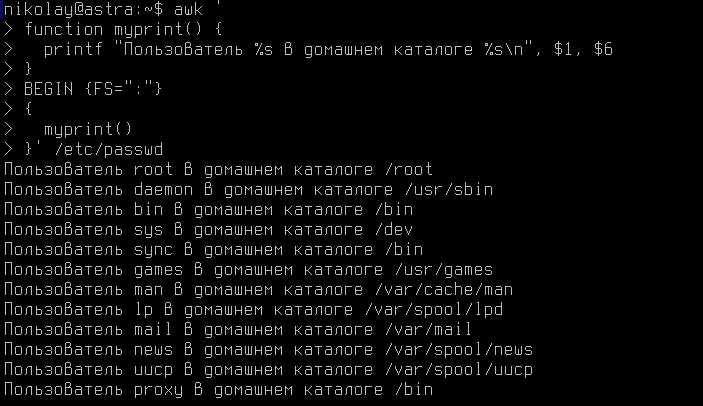 nikolay@astra:~$ awk '
> function myprint() {
>   printf "Пользователь %s в домашнем каталоге %s\n", $1, $6
> }
> BEGIN {FS=":"}
> {
>   myprint()
> }' /etc/passwd
Пользователь root в домашнем каталоге /root
Пользователь daemon в домашнем каталоге /usr/sbin
Пользователь bin в домашнем каталоге /bin
Пользователь sys в домашнем каталоге /dev
Пользователь sync в домашнем каталоге /bin
Пользователь games в домашнем каталоге /usr/games
Пользователь man в домашнем каталоге /var/cache/man
Пользователь lp в домашнем каталоге /var/spool/lpd
Пользователь mail в домашнем каталоге /var/mail
Пользователь news в домашнем каталоге /var/spool/news
Пользователь uucp в домашнем каталоге /var/spool/uucp
Пользователь proxy в домашнем каталоге /bin